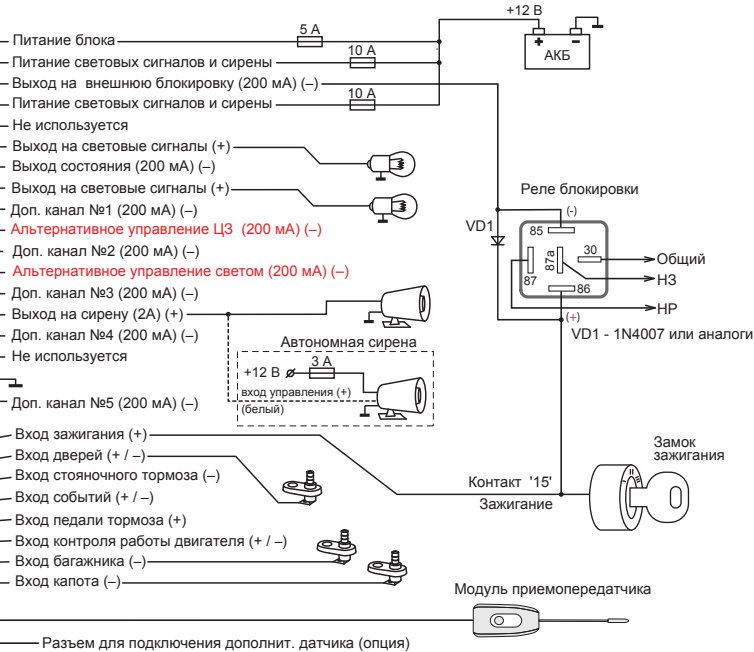 +12 В
5 А
Питание блока
10 А
Питание световых сигналов и сирены
+ –
АКБ
Выход на внешнюю блокировку (200 мА) (–)
10 А
Питание световых сигналов и сирены
Не используется
Выход на световые сигналы (+)
Выход состояния (200 мА) (–)
Выход на световые сигналы (+)
Реле блокировки
Доп. канал №1 (200 мА) (–)
(-)
VD1
85
Альтернативное управление ЦЗ (200 мА) (–)
Доп. канал №2 (200 мА) (–)
30
87а
Общий
Альтернативное управление светом (200 мА) (–)
87
НЗ
86
Доп. канал №3 (200 мА) (–)
НР
Выход на сирену (2А) (+)
(+)
Доп. канал №4 (200 мА) (–)
VD1 - 1N4007 или аналоги
Автономная сирена
Не используется
3 А
+12 В
вход управления (+)
(белый)
Доп. канал №5 (200 мА) (–)
Вход зажигания (+)
Замок
зажигания
Вход дверей (+ / –)
Вход стояночного тормоза (–)
Контакт '15'
Зажигание
I II III
Вход событий (+ / –)
Вход педали тормоза (+)
Вход контроля работы двигателя (+ / –)
Вход багажника (–)
Вход капота (–)
Модуль приемопередатчика
Разъем для подключения дополнит. датчика (опция)